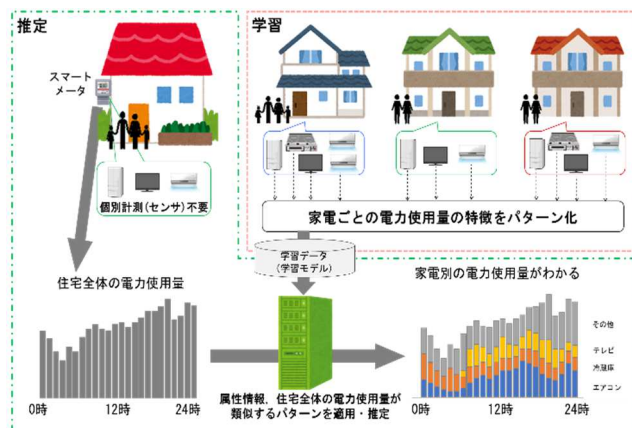 推定
スマート
メータ
個別計測(センサ)不要
学習
家電ごとの電力使用量の特徴をパターン化
学習データ
(学習モデル)
住宅全体の電力使用量
0時
12時
24時
属性情報，住宅全体の電力使用量が
類似するパターンを適用・推定
家電別の電力使用量がわかる
その他
テレビ
冷蔵庫
エアコン
0時
12時
24時